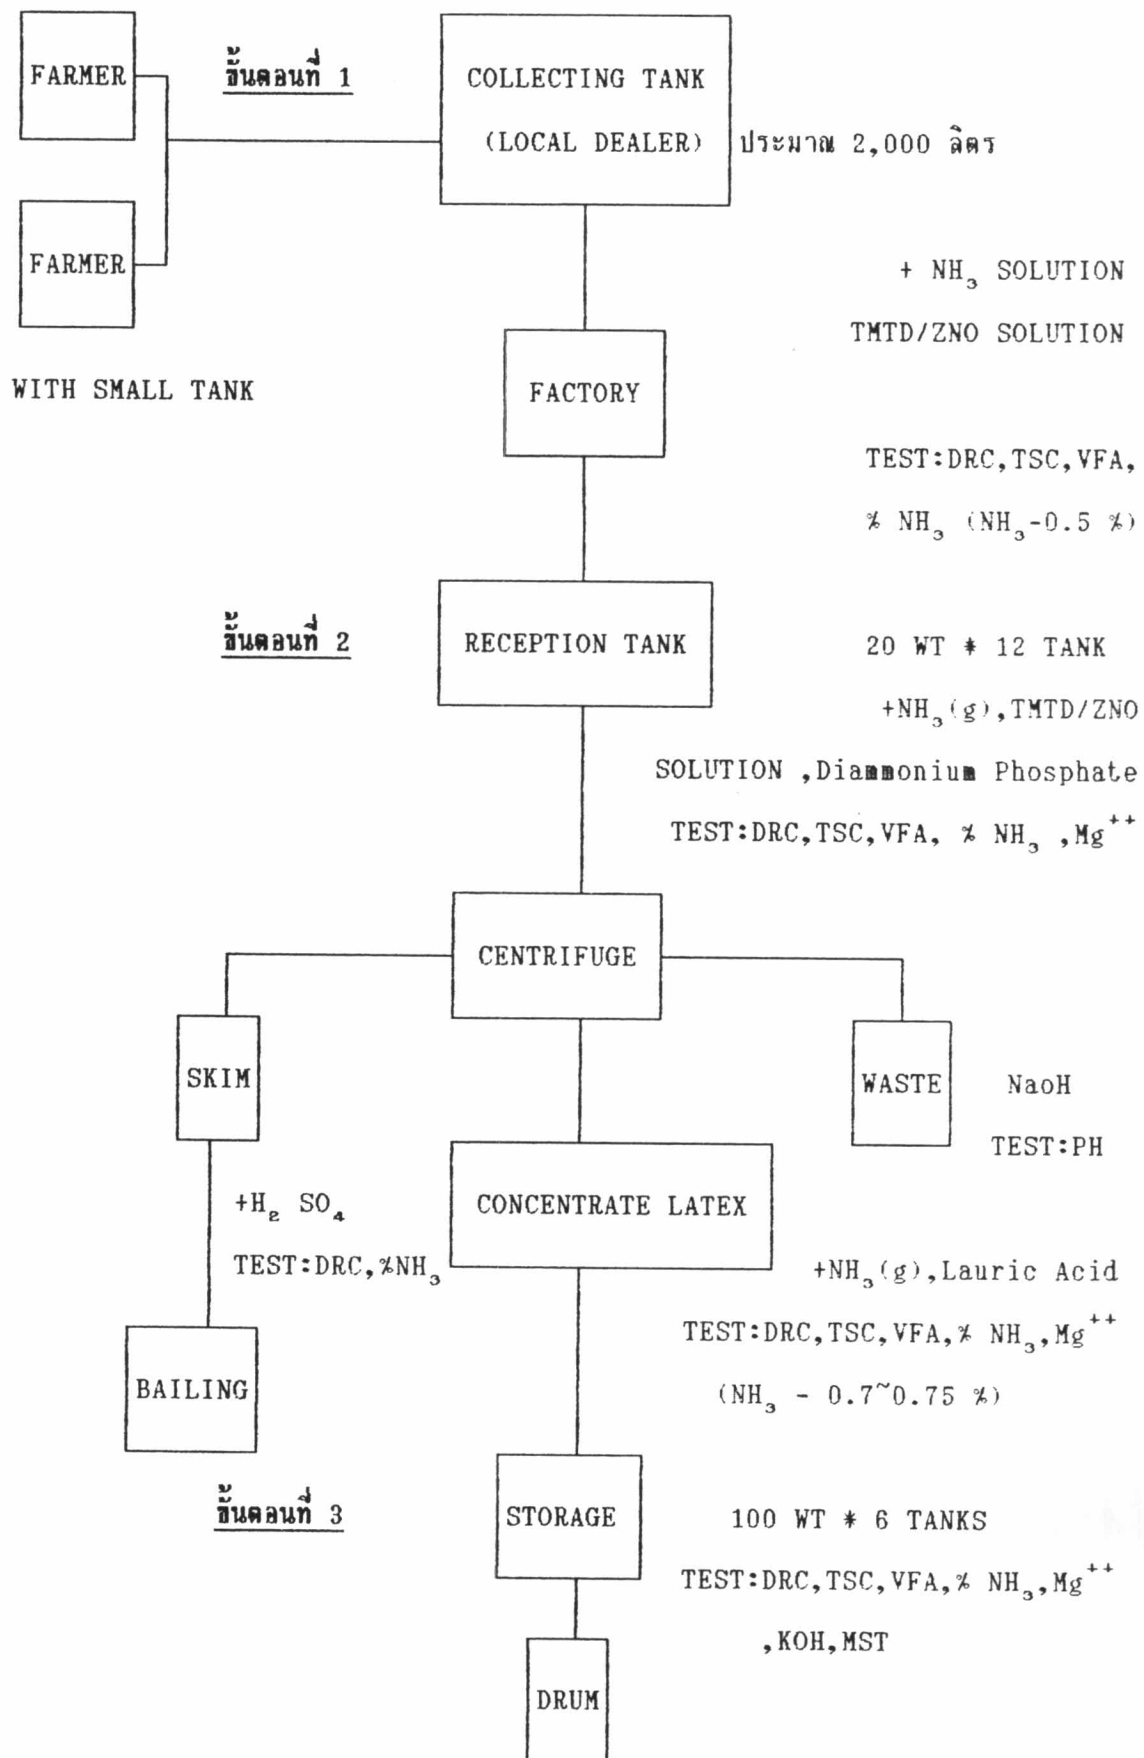 FARMER
ขั้นตอนที่ 1
COLLECTING TANK
(LOCAL DEALER)
ประมาณ 2,000 ลิตร
FARMER
+ NH₃ SOLUTION
TMTD/ZNO SOLUTION
WITH SMALL TANK
FACTORY
TEST:DRC,TSC,VFA,
% NH₃ (NH₃-0.5 %)
ขั้นตอนที่ 2
RECEPTION TANK
20 WT * 12 TANK
+NH₃(g),TMTD/ZNO
SOLUTION ,Diammonium Phosphate
TEST:DRC,TSC,VFA, % NH₃ ,Mg⁺⁺
CENTRIFUGE
SKIM
WASTE
NaoH
TEST:PH
+H₂ SO₄
TEST:DRC,%NH₃
CONCENTRATE LATEX
+NH₃(g),Lauric Acid
TEST:DRC,TSC,VFA,% NH₃,Mg⁺⁺
(NH₃ - 0.7~0.75 %)
BAILING
ขั้นตอนที่ 3
STORAGE
100 WT * 6 TANKS
TEST:DRC,TSC,VFA,% NH₃,Mg⁺⁺
,KOH,MST
DRUM